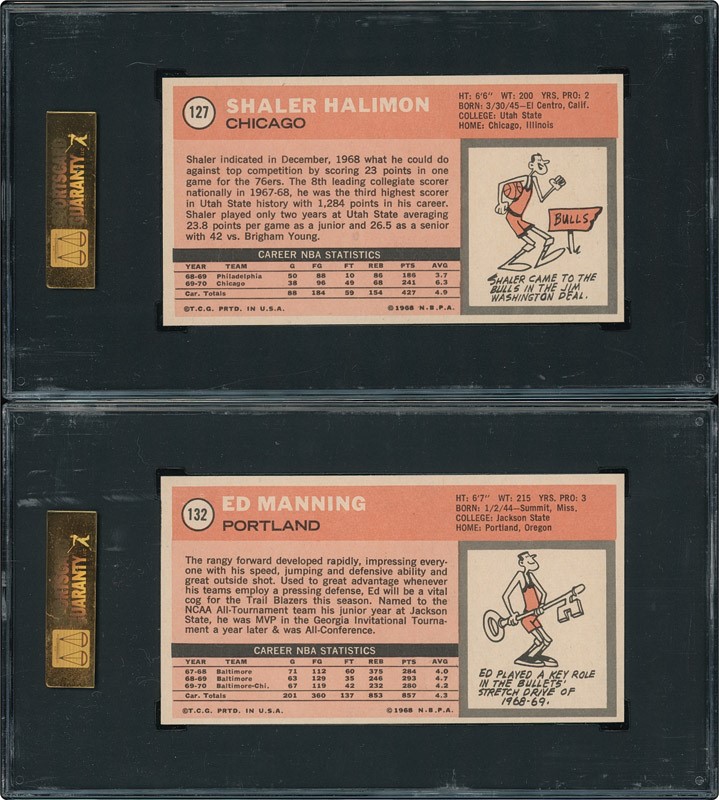 127
SHALER HALIMON
CHICAGO
HT: 6'6" WT: 200 YRS. PRO: 2
BORN: 3/30/45—El Centro, Calif.
COLLEGE: Utah State
HOME: Chicago, Illinois
Shaler indicated in December, 1968 what he could do
against top competition by scoring 23 points in one
game for the 76ers. The 8th leading collegiate scorer
nationally in 1967-68, he was the third highest scorer
in Utah State history with 1,284 points in his career.
Shaler played only two years at Utah State averaging
23.8 points per game as a junior and 26.5 as a senior
with 42 vs. Brigham Young.
CAREER NBA STATISTICS
YEAR TEAM G FG FT REB PTS AVG
68-69 Philadelphia 50 88 10 86 186 3.7
69-70 Chicago 38 96 49 68 241 6.3
Car. Totals 88 184 59 154 427 4.9
©T.C.G. PRTD. IN U.S.A. ©1968 N.B.P.A.
BULLS
SHALER CAME TO THE
BULLS IN THE JIM
WASHINGTON DEAL.
GUARANTY
132
ED MANNING
PORTLAND
HT: 6'7" WT: 215 YRS. PRO: 3
BORN: 1/2/44—Summit, Miss.
COLLEGE: Jackson State
HOME: Portland, Oregon
The rangy forward developed rapidly, impressing every-
one with his speed, jumping and defensive ability and
great outside shot. Used to great advantage whenever
his teams employ a pressing defense, Ed will be a vital
cog for the Trail Blazers this season. Named to the
NCAA All-Tournament team his junior year at Jackson
State, he was MVP in the Georgia Invitational Tourna-
ment a year later & was All-Conference.
CAREER NBA STATISTICS
YEAR TEAM G FG FT REB PTS AVG
67-68 Baltimore 71 112 60 375 284 4.0
68-69 Baltimore 63 129 35 246 293 4.7
69-70 Baltimore-Chi. 67 119 42 232 280 4.2
Car. Totals 201 360 137 853 857 4.3
©T.C.G. PRTD. IN U.S.A. ©1968 N.B.P.A.
ED PLAYED A KEY ROLE
IN THE BULLETS'
STRETCH DRIVE OF
1968-69.
GUARANTY